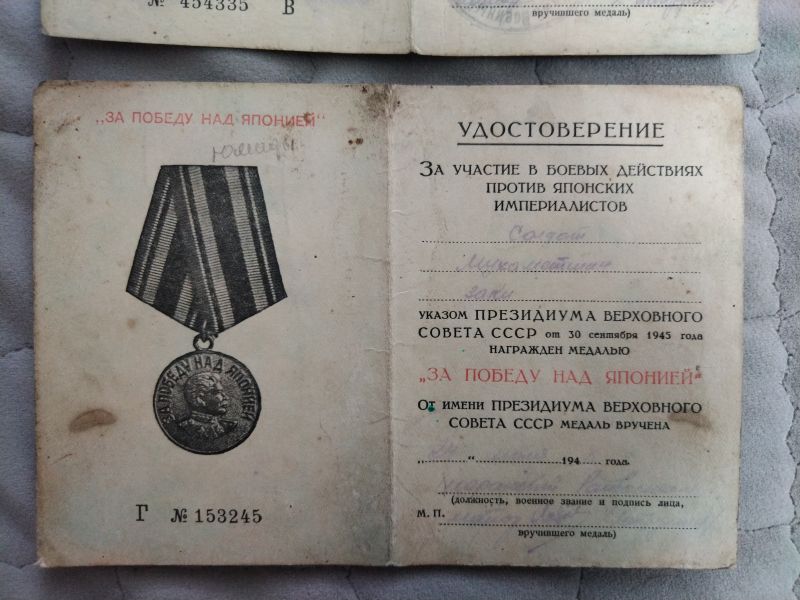 № 454335 В
вручившего медаль)
„ЗА ПОБЕДУ НАД ЯПОНИЕЙ“
ЗА ПОБЕДУ НАД ЯПОНИЕЙ
Г № 153245
УДОСТОВЕРЕНИЕ
ЗА УЧАСТИЕ В БОЕВЫХ ДЕЙСТВИЯХ
ПРОТИВ ЯПОНСКИХ
ИМПЕРИАЛИСТОВ
Солдат
Заки
УКАЗОМ ПРЕЗИДИУМА ВЕРХОВНОГО
СОВЕТА СССР от 30 сентября 1945 года
НАГРАЖДЕН МЕДАЛЬЮ
„ЗА ПОБЕДУ НАД ЯПОНИЕЙ“
ОТ ИМЕНИ ПРЕЗИДИУМА ВЕРХОВНОГО
СОВЕТА СССР МЕДАЛЬ ВРУЧЕНА
„ “ 194 года
(должность, военное звание и подпись лица,
М. П.
вручившего медаль)